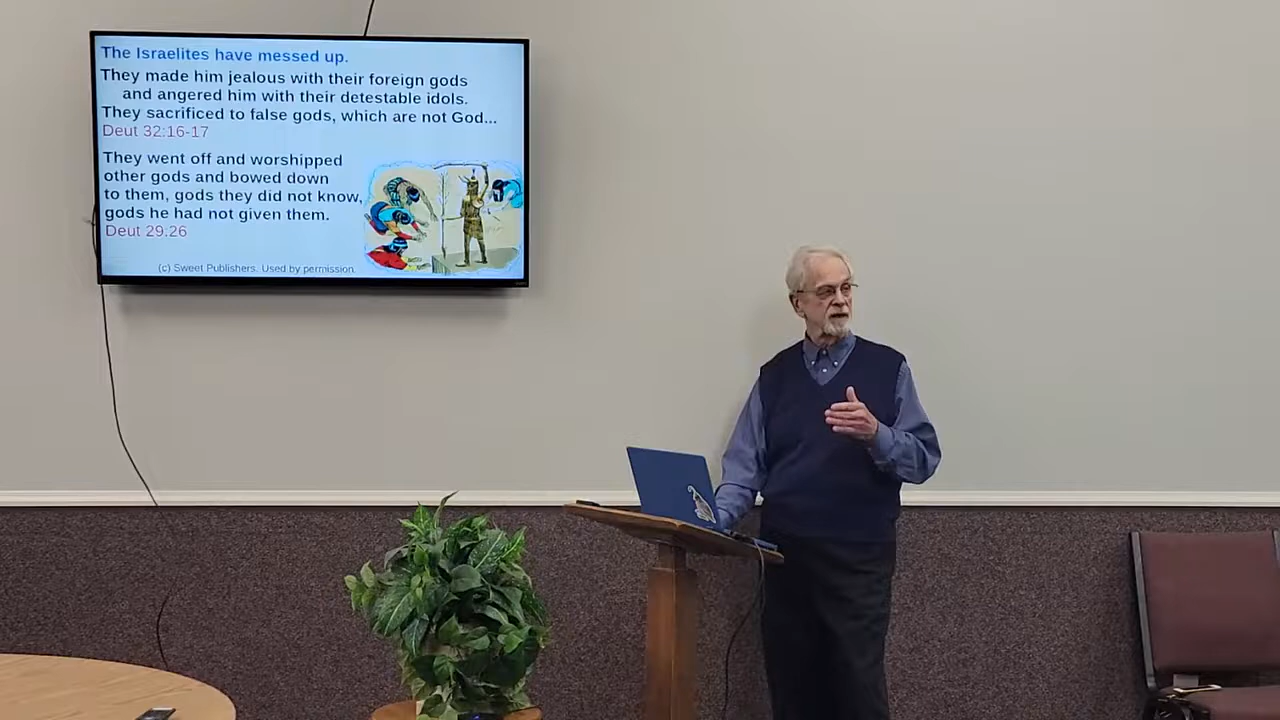 The Israelites have messed up.
They made him jealous with their foreign gods
and angered him with their detestable idols.
They sacrificed to false gods, which are not God...
Deut 32:16-17
They went off and worshipped
other gods and bowed down
to them, gods they did not know,
gods he had not given them.
Deut 29:26
(c) Sweet Publishers. Used by permission.